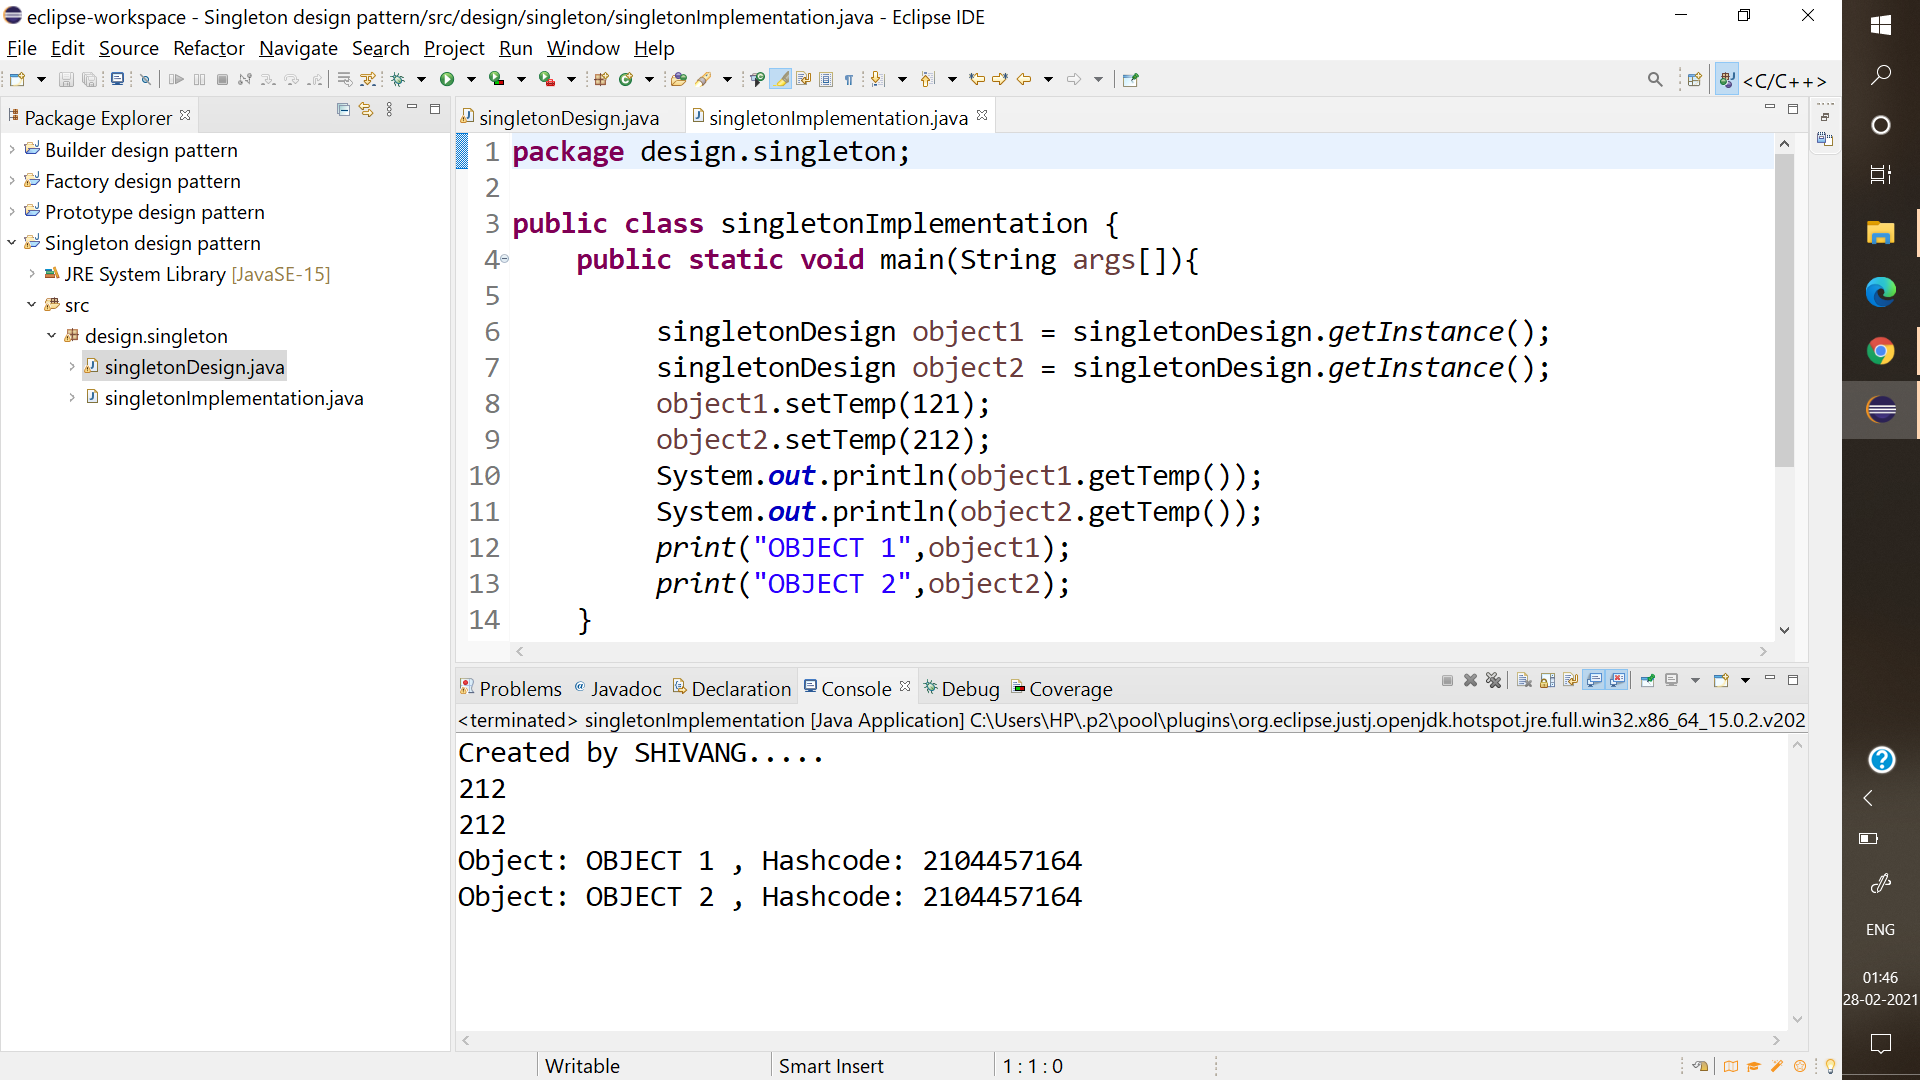 eclipse-workspace - Singleton design pattern/src/design/singleton/singletonImplementation.java - Eclipse IDE
File Edit Source Refactor Navigate Search Project Run Window Help
<C/C++>
Package Explorer
Builder design pattern
Factory design pattern
Prototype design pattern
Singleton design pattern
JRE System Library [JavaSE-15]
src
design.singleton
singletonDesign.java
singletonImplementation.java
singletonDesign.java singletonImplementation.java
1 package design.singleton;
2
3 public class singletonImplementation {
4 public static void main(String args[]){
5
6 singletonDesign object1 = singletonDesign.getInstance();
7 singletonDesign object2 = singletonDesign.getInstance();
8 object1.setTemp(121);
9 object2.setTemp(212);
10 System.out.println(object1.getTemp());
11 System.out.println(object2.getTemp());
12 print("OBJECT 1",object1);
13 print("OBJECT 2",object2);
14 }
Problems @ Javadoc Declaration Console Debug Coverage
<terminated> singletonImplementation [Java Application] C:\Users\HP\.p2\pool\plugins\org.eclipse.justj.openjdk.hotspot.jre.full.win32.x86_64_15.0.2.v202
Created by SHIVANG.....
212
212
Object: OBJECT 1 , Hashcode: 2104457164
Object: OBJECT 2 , Hashcode: 2104457164
Writable Smart Insert 1 : 1 : 0
ENG
01:46
28-02-2021